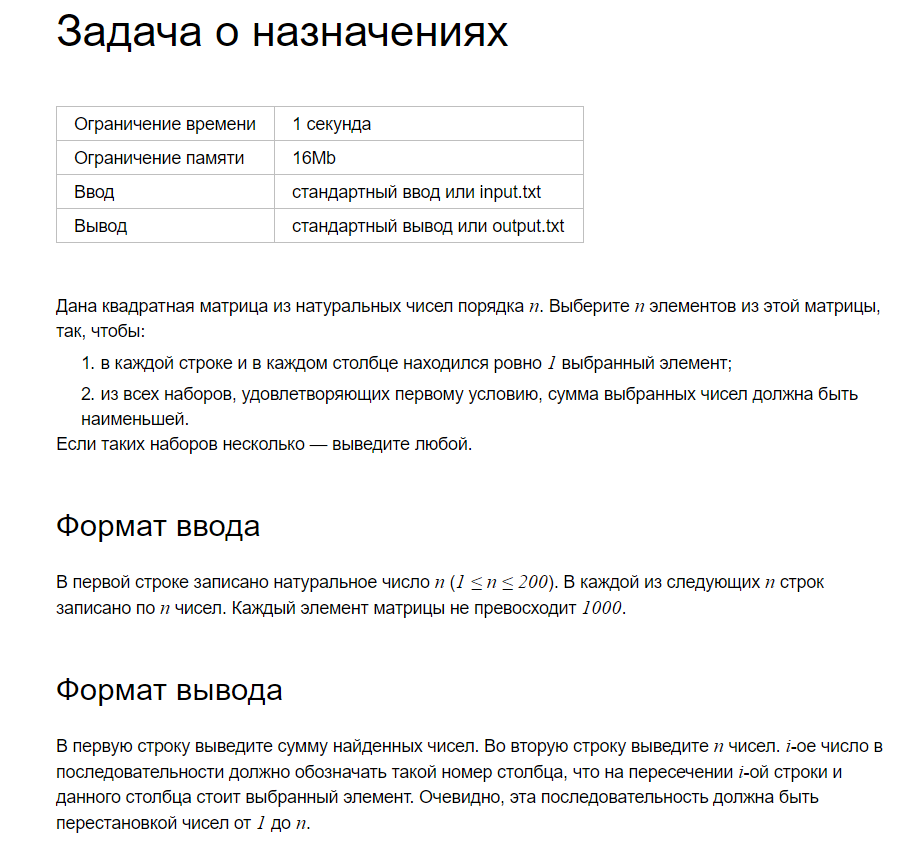 Задача о назначениях
Ограничение времени 1 секунда
Ограничение памяти 16Mb
Ввод стандартный ввод или input.txt
Вывод стандартный вывод или output.txt
Дана квадратная матрица из натуральных чисел порядка n. Выберите n элементов из этой матрицы,
так, чтобы:
1. в каждой строке и в каждом столбце находился ровно 1 выбранный элемент;
2. из всех наборов, удовлетворяющих первому условию, сумма выбранных чисел должна быть
наименьшей.
Если таких наборов несколько — выведите любой.
Формат ввода
В первой строке записано натуральное число n (1 ≤ n ≤ 200). В каждой из следующих n строк
записано по n чисел. Каждый элемент матрицы не превосходит 1000.
Формат вывода
В первую строку выведите сумму найденных чисел. Во вторую строку выведите n чисел. i-ое число в
последовательности должно обозначать такой номер столбца, что на пересечении i-ой строки и
данного столбца стоит выбранный элемент. Очевидно, эта последовательность должна быть
перестановкой чисел от 1 до n.